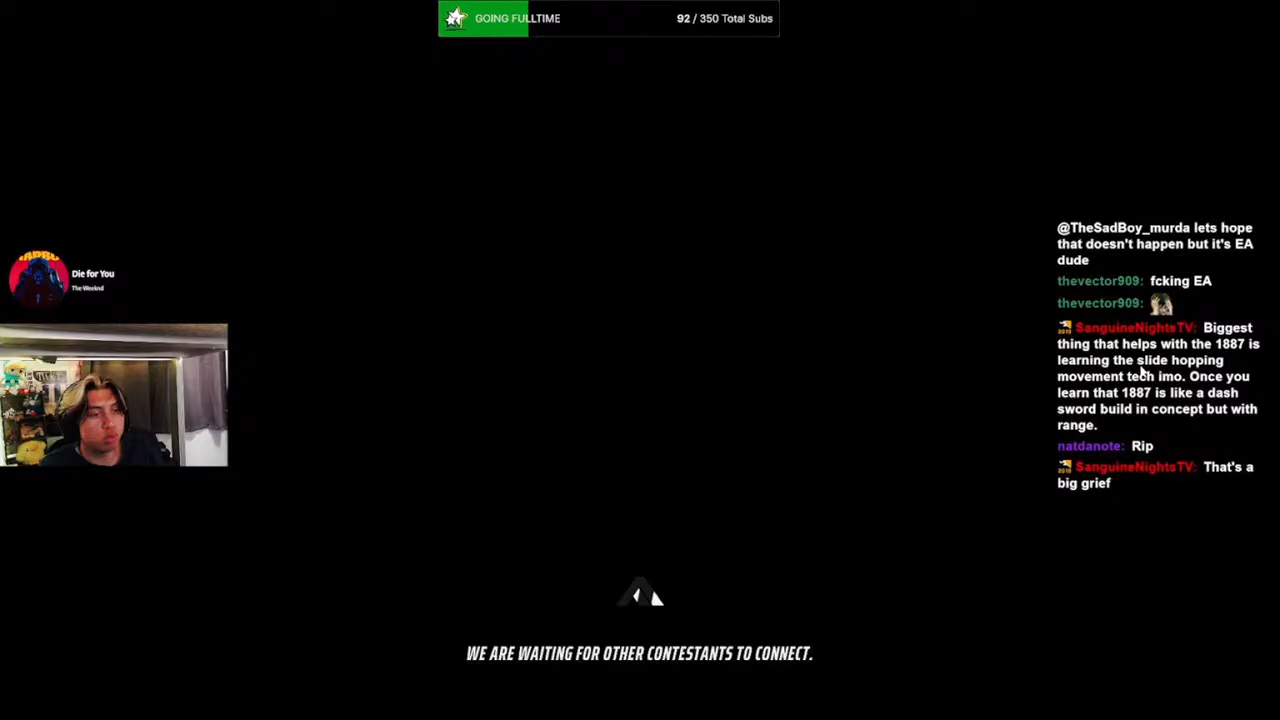 GOING FULLTIME
92 / 350 Total Subs
Die for You
The Weeknd
@TheSadBoy_murda lets hope
that doesn't happen but it's EA
dude
thevector909: fcking EA
thevector909:
SanguineNightsTV: Biggest
thing that helps with the 1887 is
learning the slide hopping
movement tech imo. Once you
learn that 1887 is like a dash
sword build in concept but with
range.
natdanote: Rip
SanguineNightsTV: That's a
big grief
WE ARE WAITING FOR OTHER CONTESTANTS TO CONNECT.